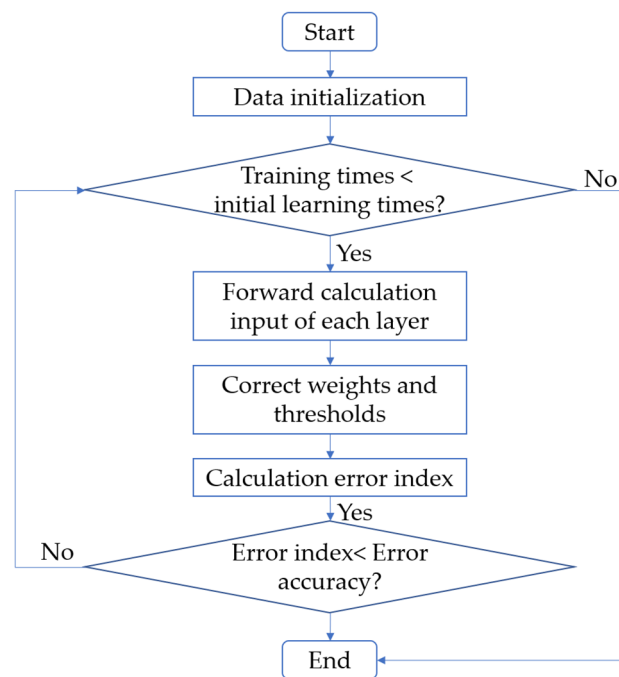 Start
Data initialization
Training times <
initial learning times?
No
Yes
Forward calculation
input of each layer
Correct weights and
thresholds
Calculation error index
Yes
No
Error index< Error
accuracy?
End